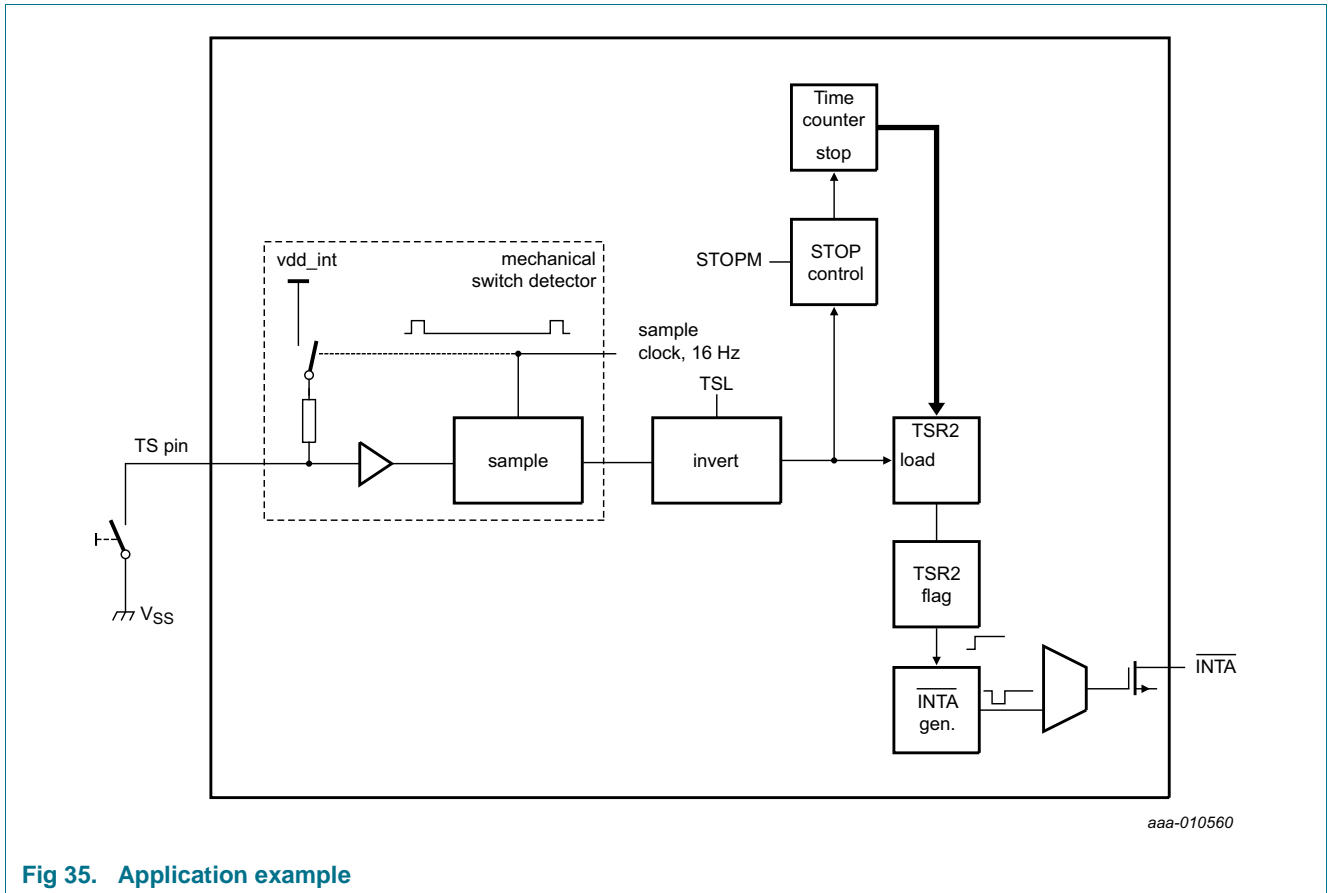 Time
counter
stop
STOPM
STOP
control
vdd_int
mechanical
switch detector
sample
clock, 16 Hz
TSL
TS pin
sample
invert
TSR2
load
TSR2
flag
VSS
INTA
gen.
INTA
aaa-010560
Fig 35. Application example